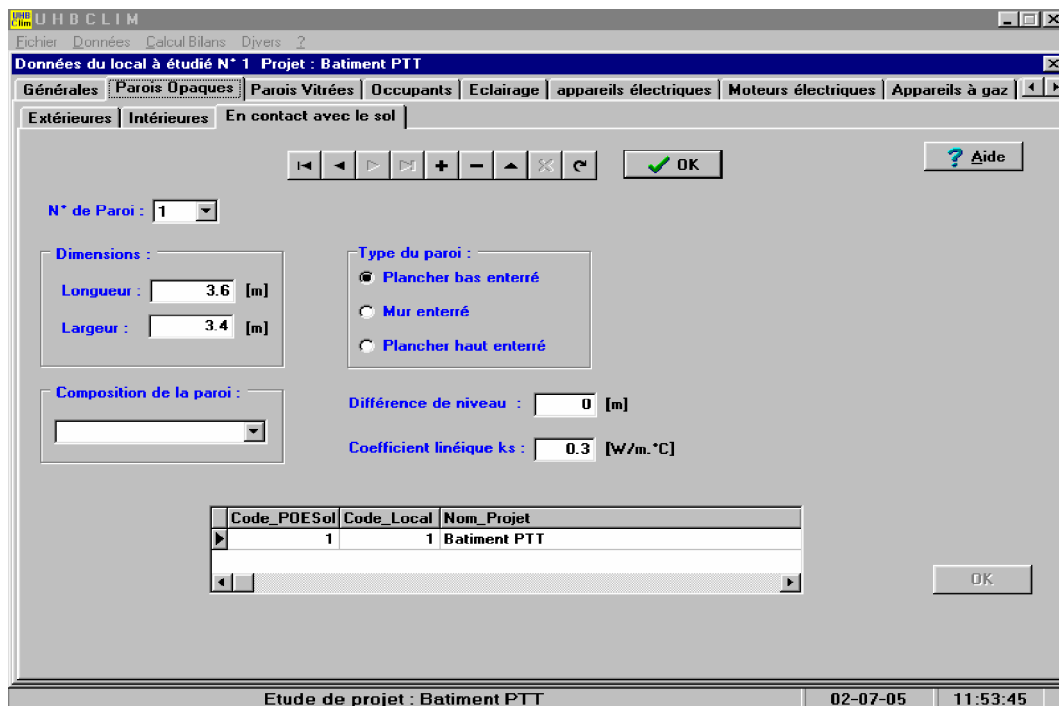 UHB Clim UHBCLIM
Fichier Données Calcul Bilans Divers ?
Données du local à étudié N° 1 Projet : Batiment PTT
Générales Parois Opaques Parois Vitrées Occupants Eclairage appareils électriques Moteurs électriques Appareils à gaz
Extérieures Intérieures En contact avec le sol
OK ? Aide
N° de Paroi : 1
Dimensions :
Longueur : 3.6 [m]
Largeur : 3.4 [m]
Type du paroi :
Plancher bas enterré
Mur enterré
Plancher haut enterré
Composition de la paroi :
Différence de niveau : 0 [m]
Coefficient linéique ks : 0.3 [W/m.°C]
Code_POESol Code_Local Nom_Projet
1 1 Batiment PTT
OK
Etude de projet : Batiment PTT 02-07-05 11:53:45